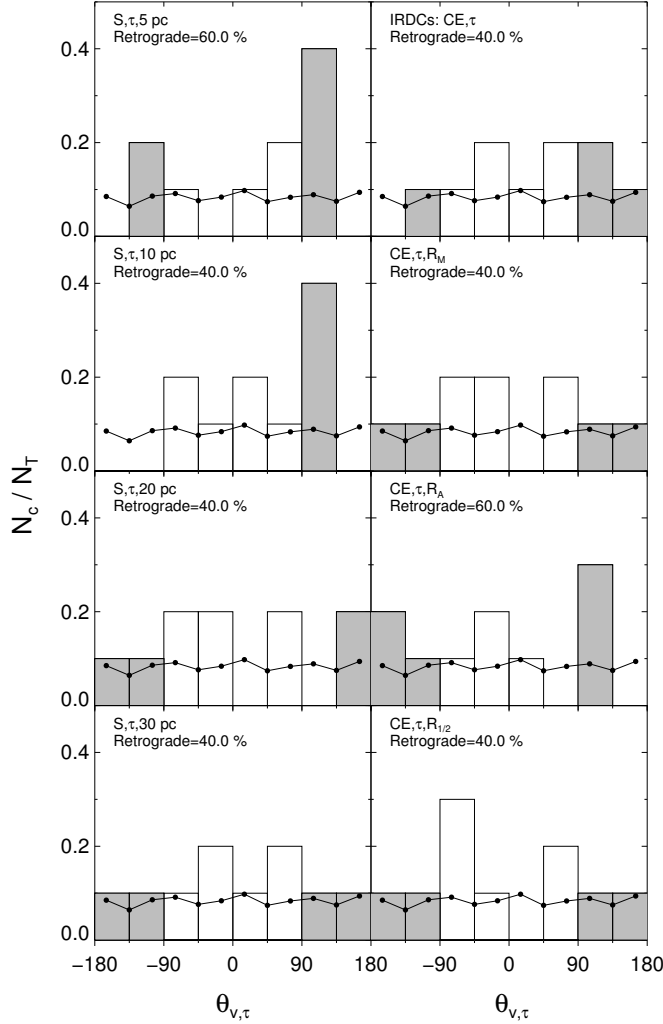 S,τ,5 pc
Retrograde=60.0 %
IRDCs: CE,τ
Retrograde=40.0 %
0.4
0.2
0.0
S,τ,10 pc
Retrograde=40.0 %
CE,τ,R_M
Retrograde=40.0 %
0.4
0.2
0.0
N_c / N_T
S,τ,20 pc
Retrograde=40.0 %
CE,τ,R_A
Retrograde=60.0 %
0.4
0.2
0.0
S,τ,30 pc
Retrograde=40.0 %
CE,τ,R_1/2
Retrograde=40.0 %
0.4
0.2
0.0
−180 −90 0 90 180 −90 0 90 180
θ_v,τ θ_v,τ